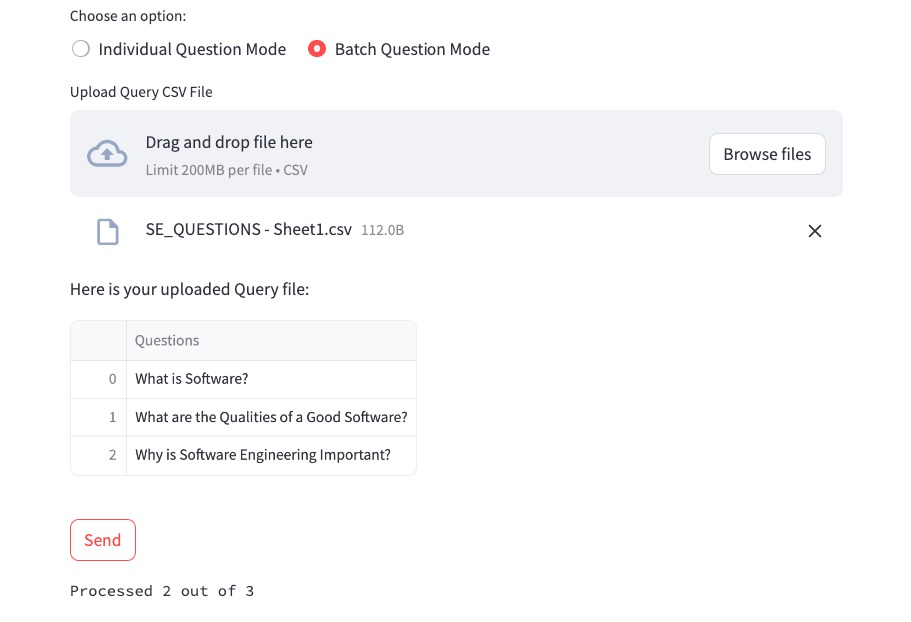 Choose an option:
Individual Question Mode Batch Question Mode
Upload Query CSV File
Drag and drop file here
Limit 200MB per file • CSV
Browse files
SE_QUESTIONS - Sheet1.csv 112.0B
Here is your uploaded Query file:
Questions
0 What is Software?
1 What are the Qualities of a Good Software?
2 Why is Software Engineering Important?
Send
Processed 2 out of 3